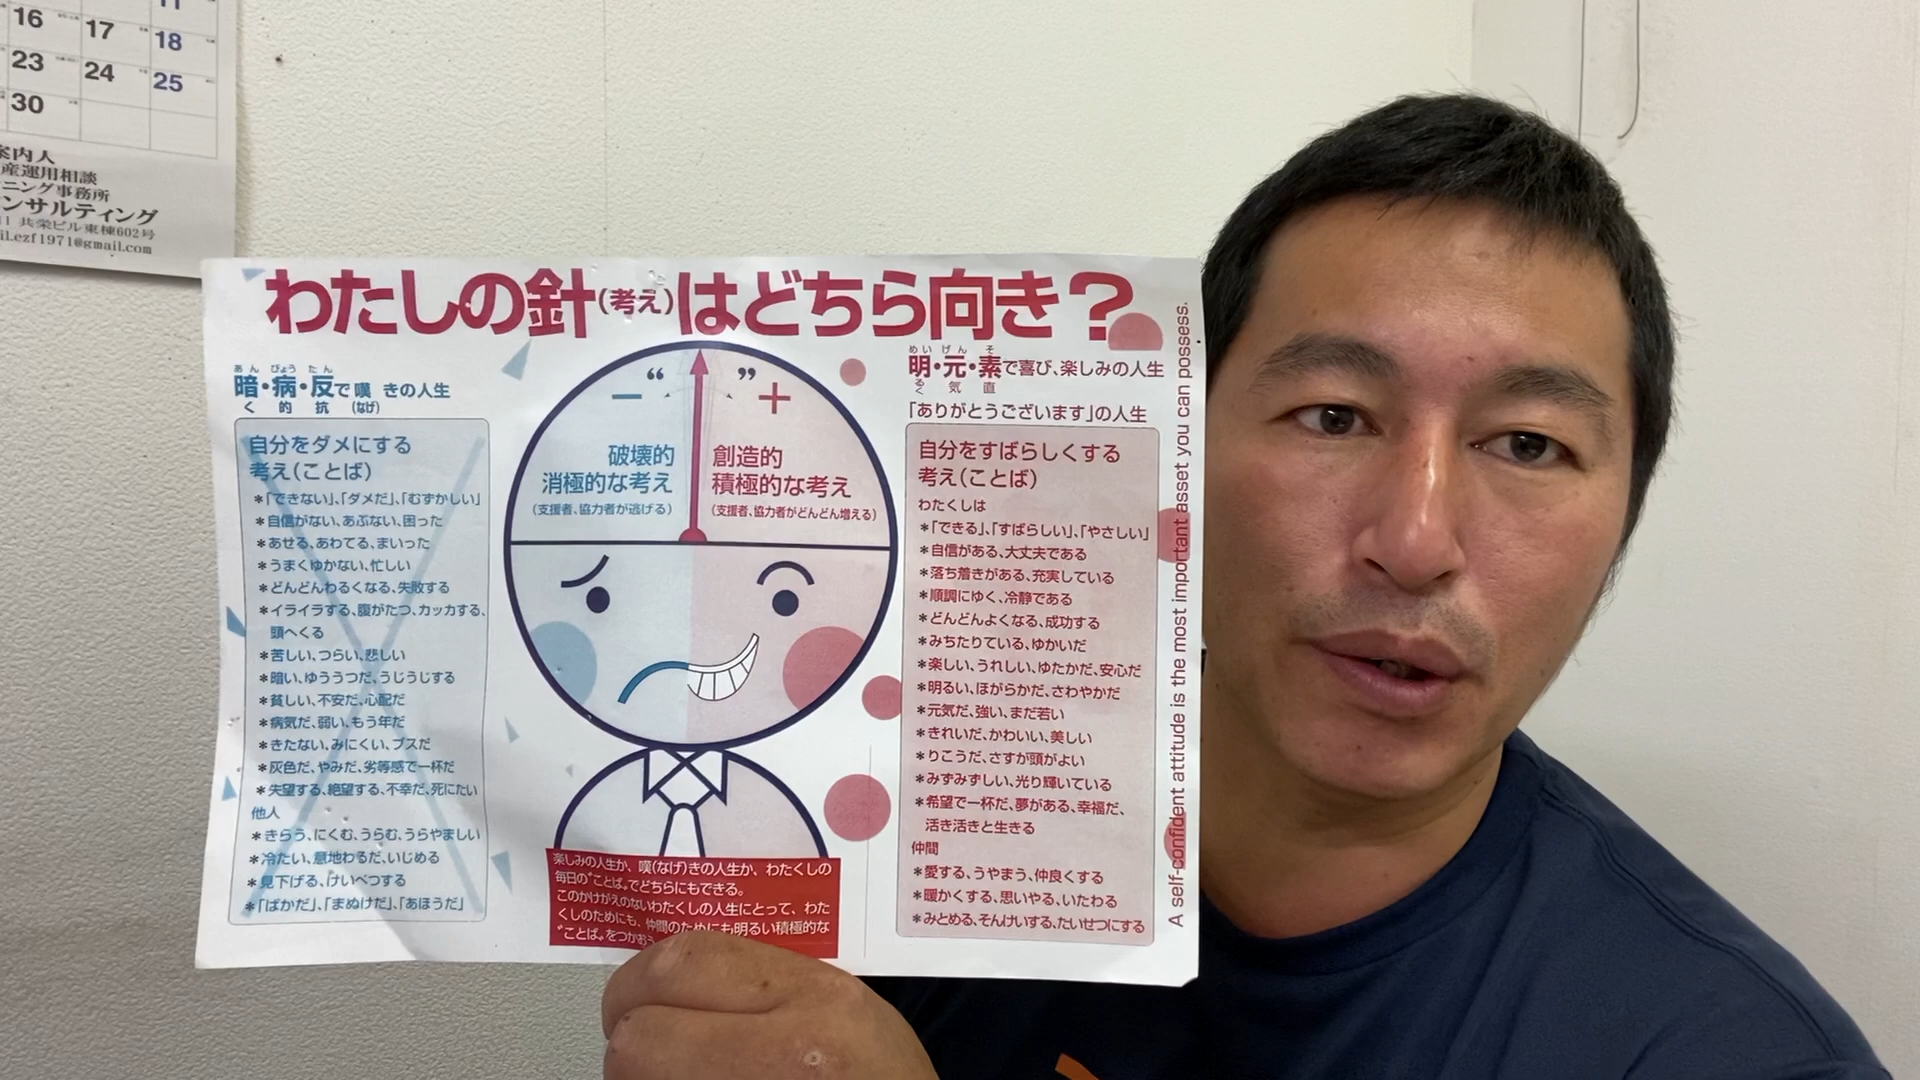 11
16 17 18
23 24 25
30
案内人
産運用相談
ニング事務所
ンサルティング
共栄ビル東棟602号
il.ezf1971@gmail.com
わたしの針(考え)はどちら向き?
あん びょう たん
暗・病・反で嘆 きの人生
く 的 抗 (なげ)
自分をダメにする
考え(ことば)
*「できない」、「ダメだ」、「むずかしい」
*自信がない、あぶない、困った
*あせる、あわてる、まいった
*うまくゆかない、忙しい
*どんどんわるくなる、失敗する
*イライラする、腹がたつ、カッカする、
頭へくる
*苦しい、つらい、悲しい
*暗い、ゆううつだ、うじうじする
*貧しい、不安だ、心配だ
*病気だ、弱い、もう年だ
*きたない、みにくい、ブスだ
*灰色だ、やみだ、劣等感で一杯だ
*失望する、絶望する、不幸だ、死にたい
他人
*きらう、にくむ、うらむ、うらやましい
*冷たい、意地わるだ、いじめる
*見下げる、けいべつする
*「ばかだ」、「まぬけだ」、「あほうだ」
“ ”
− +
破壊的
消極的な考え
(支援者、協力者が逃げる)
創造的
積極的な考え
(支援者、協力者がどんどん増える)
楽しみの人生か、嘆(なげ)きの人生か、わたくしの
毎日の“ことば„でどちらにもできる。
このかけがえのないわたくしの人生にとって、わた
くしのためにも、仲間のためにも明るい積極的な
“ことば„をつかおう
めい げん そ
明・元・素で喜び、楽しみの人生
る 気 直
く
「ありがとうございます」の人生
自分をすばらしくする
考え(ことば)
わたくしは
*「できる」、「すばらしい」、「やさしい」
*自信がある、大丈夫である
*落ち着きがある、充実している
*順調にゆく、冷静である
*どんどんよくなる、成功する
*みちたりている、ゆかいだ
*楽しい、うれしい、ゆたかだ、安心だ
*明るい、ほがらかだ、さわやかだ
*元気だ、強い、まだ若い
*きれいだ、かわいい、美しい
*りこうだ、さすが頭がよい
*みずみずしい、光り輝いている
*希望で一杯だ、夢がある、幸福だ、
活き活きと生きる
仲間
*愛する、うやまう、仲良くする
*暖かくする、思いやる、いたわる
*みとめる、そんけいする、たいせつにする
A self-confident attitude is the most important asset you can possess.